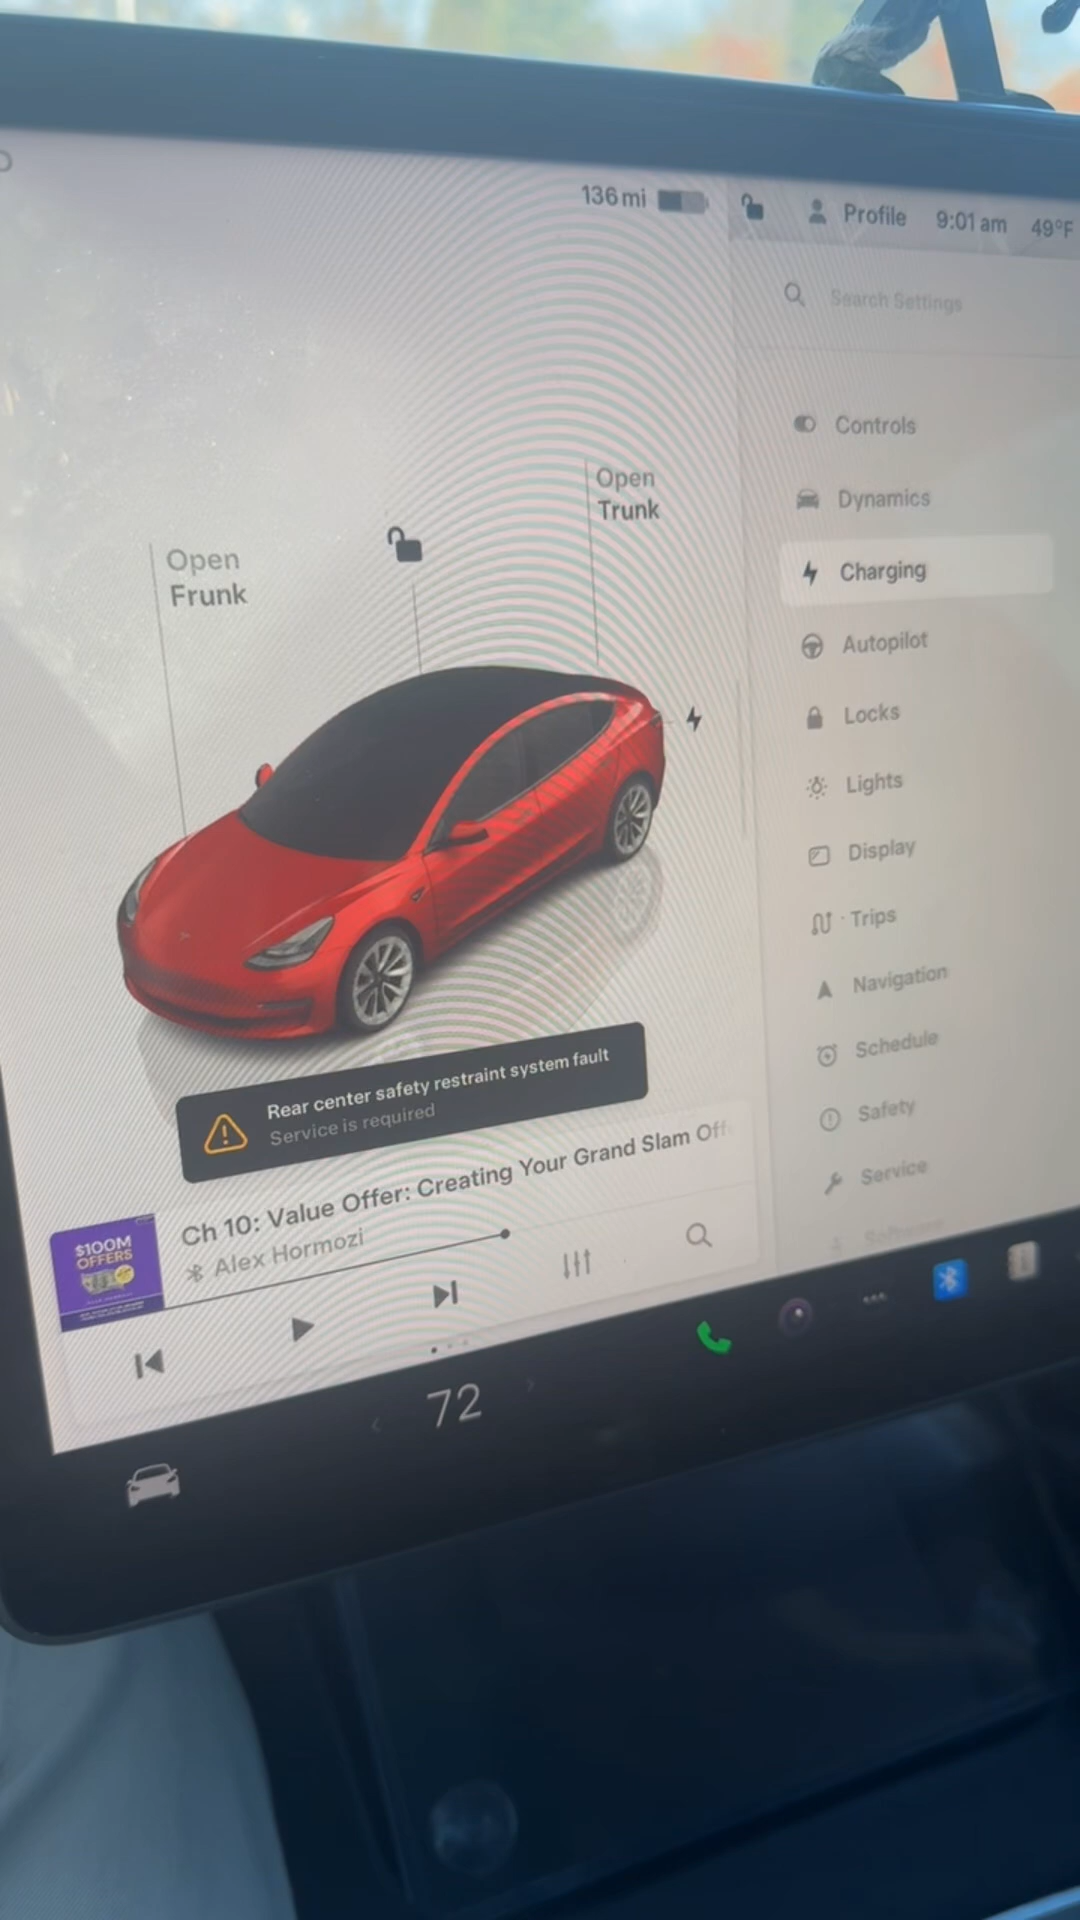 136 mi
Profile
9:01 am
49°F
Search Settings
Controls
Dynamics
Charging
Autopilot
Locks
Lights
Display
Trips
Navigation
Schedule
Safety
Service
Software
Open
Frunk
Open
Trunk
Rear center safety restraint system fault
Service is required
Ch 10: Value Offer: Creating Your Grand Slam Off
Alex Hormozi
$100M
OFFERS
72